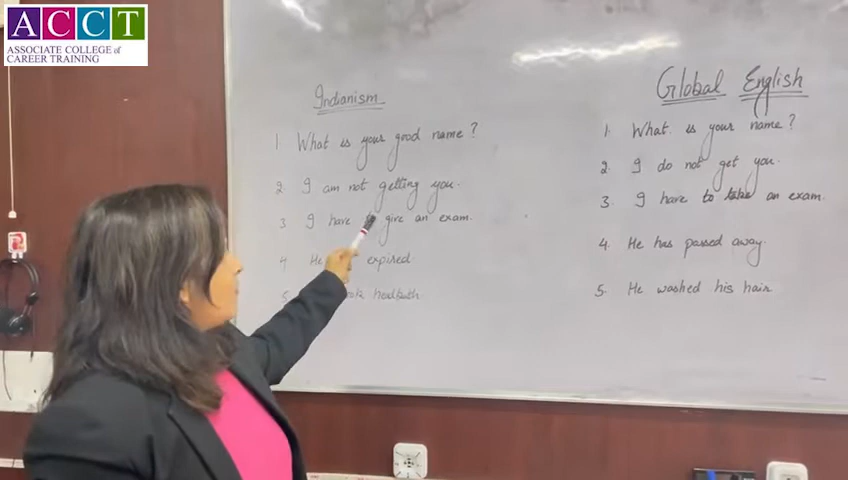 ACCT
ASSOCIATE COLLEGE of
CAREER TRAINING
Indianism
1 What is your good name?
2 I am not getting you.
3 I have give an exam.
4 He expired
5 headbath
Global English
1. What is your name?
2. I do not get you.
3. I have to take an exam.
4. He has passed away.
5. He washed his hair